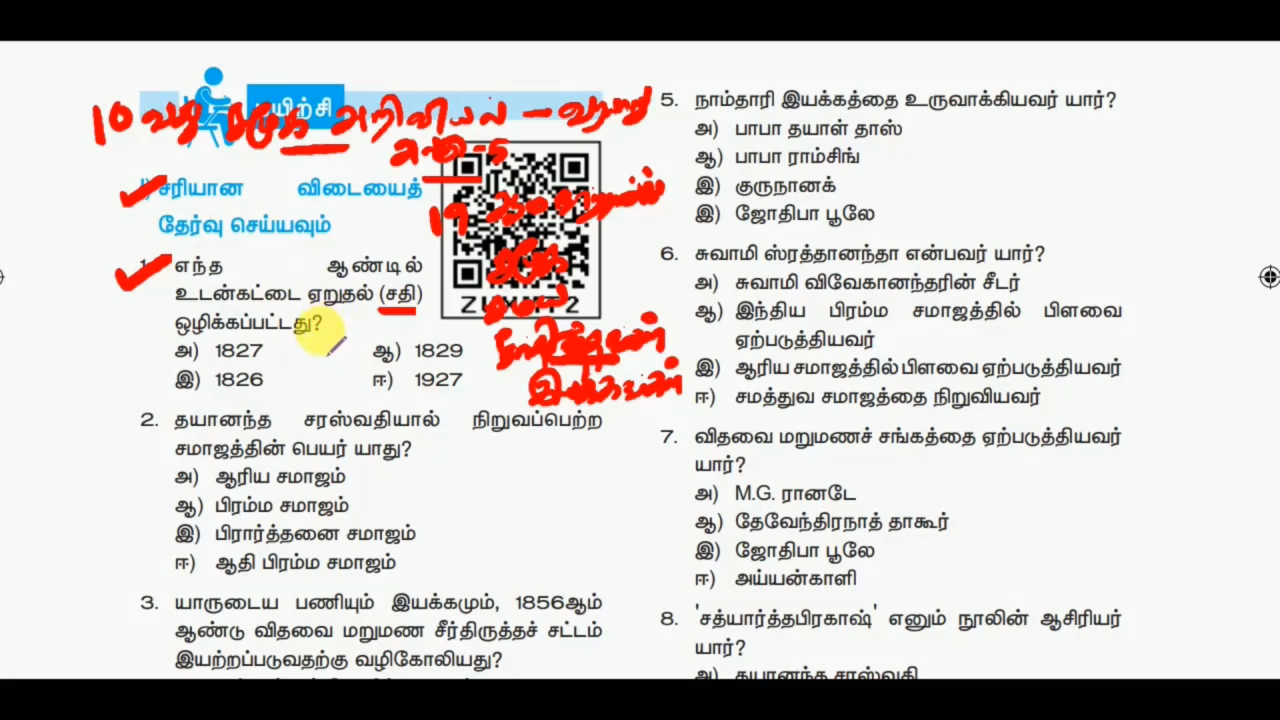 பயிற்சி
10 வது சமூக அறிவியல் - வரலாறு
அலகு - 5
19 ஆம் நூற்றாண்டில்
சமூக
சமய
சீர்திருத்த
இயக்கங்கள்
I) சரியான விடையைத்
தேர்வு செய்யவும்
ZUXMT2
1. எந்த ஆண்டில்
உடன்கட்டை ஏறுதல் (சதி)
ஒழிக்கப்பட்டது?
அ) 1827 ஆ) 1829
இ) 1826 ஈ) 1927
2. தயானந்த சரஸ்வதியால் நிறுவப்பெற்ற
சமாஜத்தின் பெயர் யாது?
அ) ஆரிய சமாஜம்
ஆ) பிரம்ம சமாஜம்
இ) பிரார்த்தனை சமாஜம்
ஈ) ஆதி பிரம்ம சமாஜம்
3. யாருடைய பணியும் இயக்கமும், 1856ஆம்
ஆண்டு விதவை மறுமண சீர்திருத்தச் சட்டம்
இயற்றப்படுவதற்கு வழிகோலியது?
5. நாம்தாரி இயக்கத்தை உருவாக்கியவர் யார்?
அ) பாபா தயாள் தாஸ்
ஆ) பாபா ராம்சிங்
இ) குருநானக்
இ) ஜோதிபா பூலே
6. சுவாமி ஸ்ரத்தானந்தா என்பவர் யார்?
அ) சுவாமி விவேகானந்தரின் சீடர்
ஆ) இந்திய பிரம்ம சமாஜத்தில் பிளவை
ஏற்படுத்தியவர்
இ) ஆரிய சமாஜத்தில் பிளவை ஏற்படுத்தியவர்
ஈ) சமத்துவ சமாஜத்தை நிறுவியவர்
7. விதவை மறுமணச் சங்கத்தை ஏற்படுத்தியவர்
யார்?
அ) M.G. ரானடே
ஆ) தேவேந்திரநாத் தாகூர்
இ) ஜோதிபா பூலே
ஈ) அய்யன்காளி
8. 'சத்யார்த்தபிரகாஷ்' எனும் நூலின் ஆசிரியர்
யார்?
அ) தயானந்த சரஸ்வதி